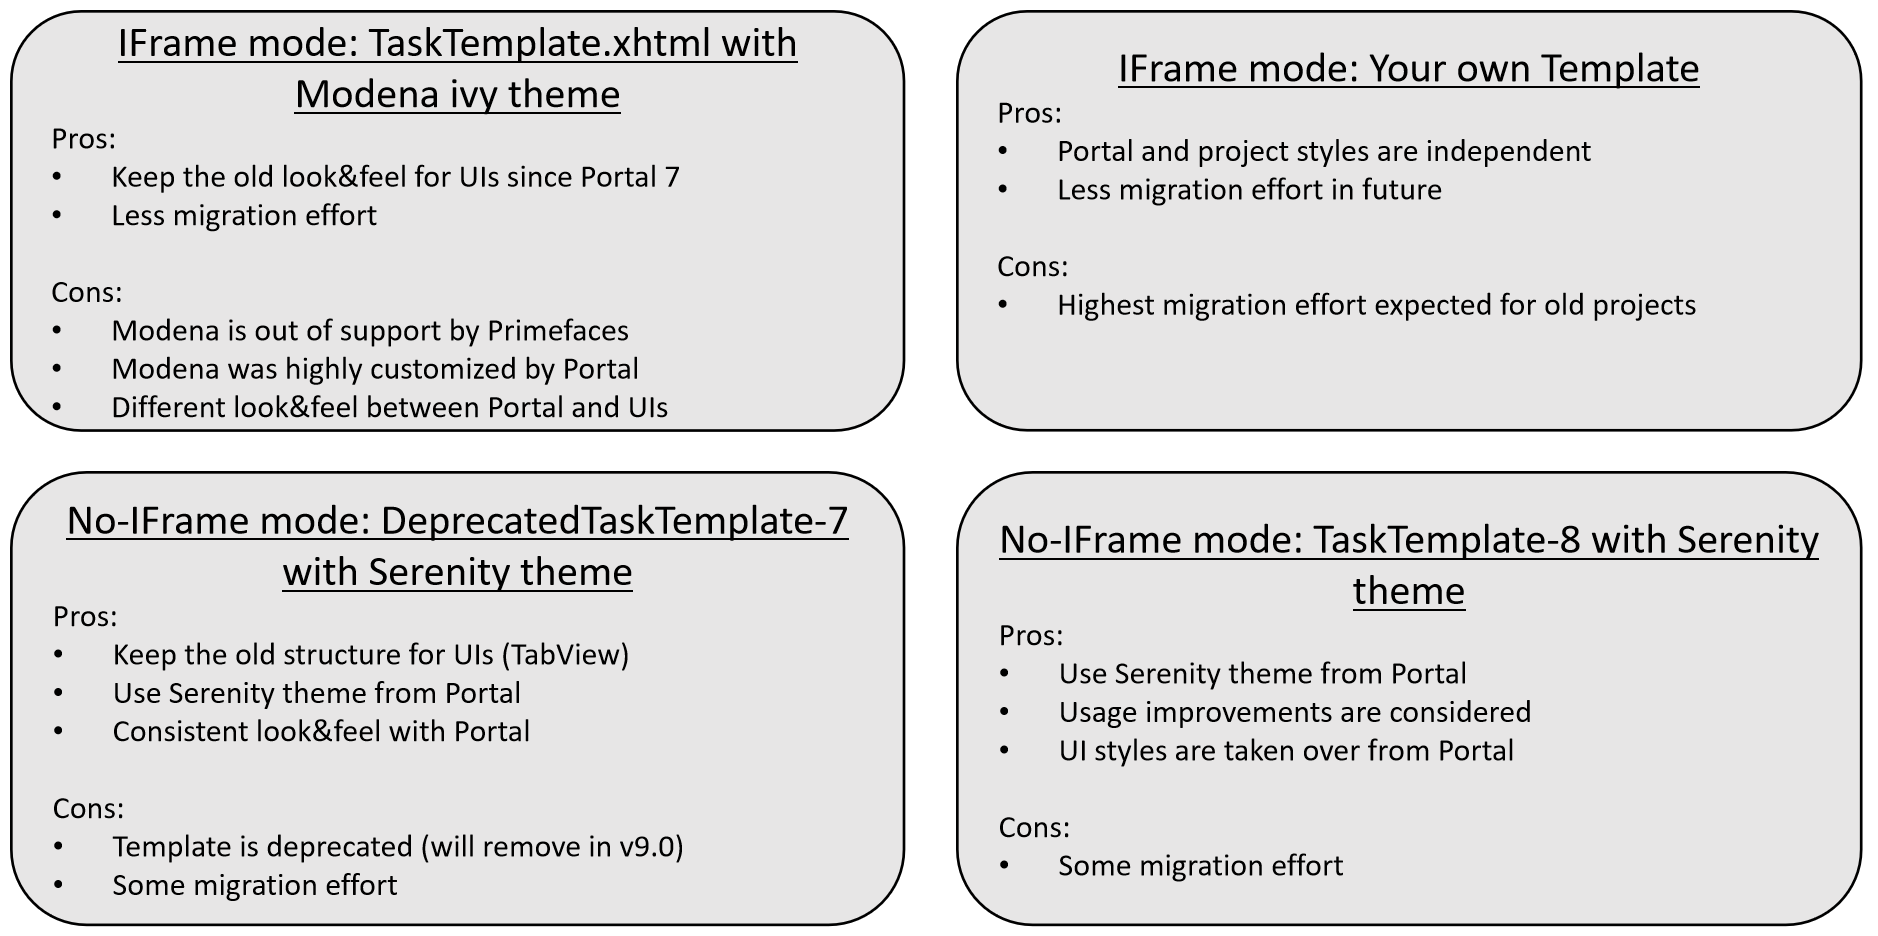 IFrame mode: TaskTemplate.xhtml with
Modena ivy theme
Pros:
• Keep the old look&feel for UIs since Portal 7
• Less migration effort
Cons:
• Modena is out of support by Primefaces
• Modena was highly customized by Portal
• Different look&feel between Portal and UIs
IFrame mode: Your own Template
Pros:
• Portal and project styles are independent
• Less migration effort in future
Cons:
• Highest migration effort expected for old projects
No-IFrame mode: DeprecatedTaskTemplate-7
with Serenity theme
Pros:
• Keep the old structure for UIs (TabView)
• Use Serenity theme from Portal
• Consistent look&feel with Portal
Cons:
• Template is deprecated (will remove in v9.0)
• Some migration effort
No-IFrame mode: TaskTemplate-8 with Serenity
theme
Pros:
• Use Serenity theme from Portal
• Usage improvements are considered
• UI styles are taken over from Portal
Cons:
• Some migration effort